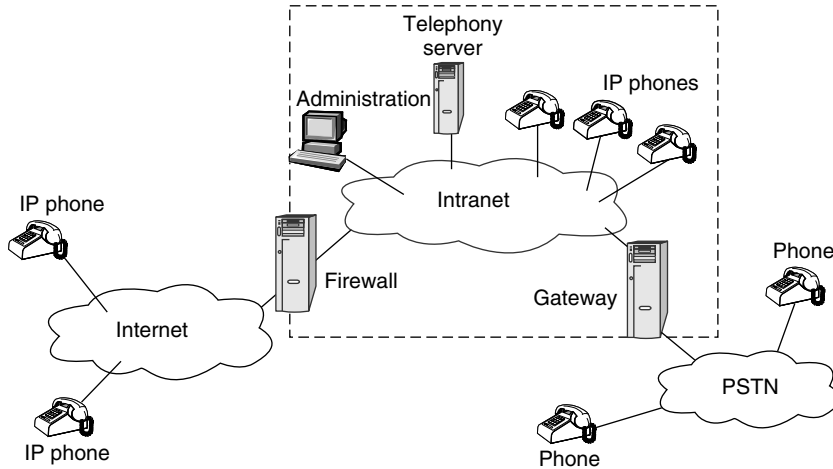 Telephony
server
IP phones
Administration
Intranet
IP phone
Firewall
Phone
Gateway
Internet
PSTN
IP phone
Phone